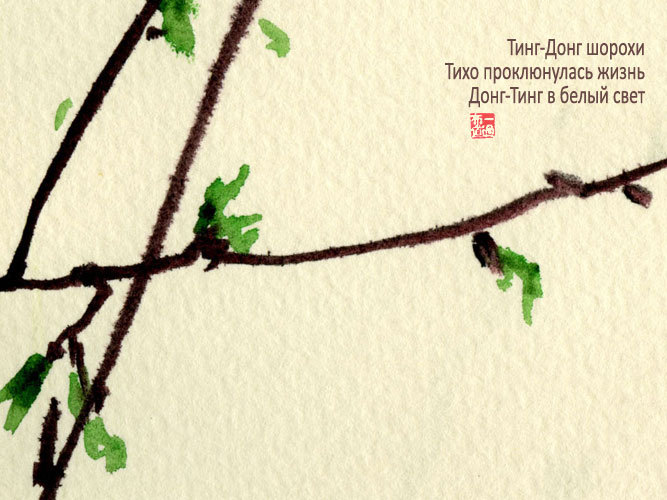 Тинг-Донг шорохи
Тихо проклюнулась жизнь
Донг-Тинг в белый свет